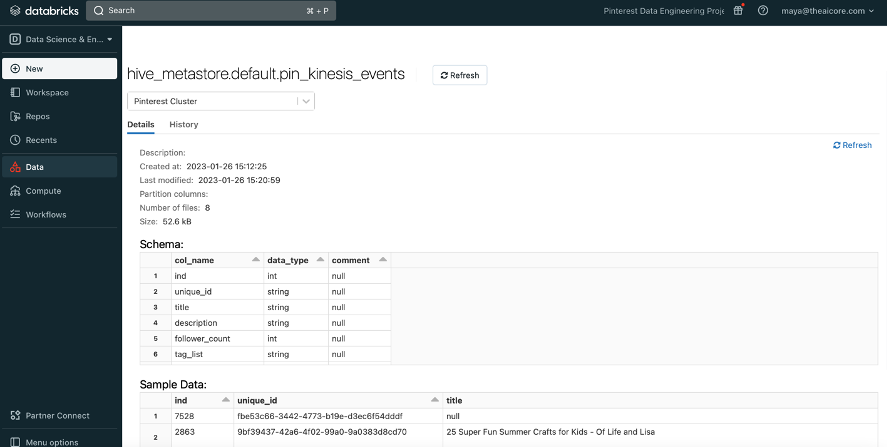 databricks
Search
⌘ + P
Pinterest Data Engineering Proje
maya@theaicore.com
Data Science & En...
New
Workspace
Repos
Recents
Data
Compute
Workflows
Partner Connect
Menu options
hive_metastore.default.pin_kinesis_events
Refresh
Pinterest Cluster
Details History
Refresh
Description:
Created at: 2023-01-26 15:12:25
Last modified: 2023-01-26 15:20:59
Partition columns:
Number of files: 8
Size: 52.6 kB
Schema:
col_name data_type comment
1 ind int null
2 unique_id string null
3 title string null
4 description string null
5 follower_count int null
6 tag_list string null
Sample Data:
ind unique_id title
1 7528 fbe53c66-3442-4773-b19e-d3ec6f54dddf null
2 2863 9bf39437-42a6-4f02-99a0-9a0383d8cd70 25 Super Fun Summer Crafts for Kids - Of Life and Lisa